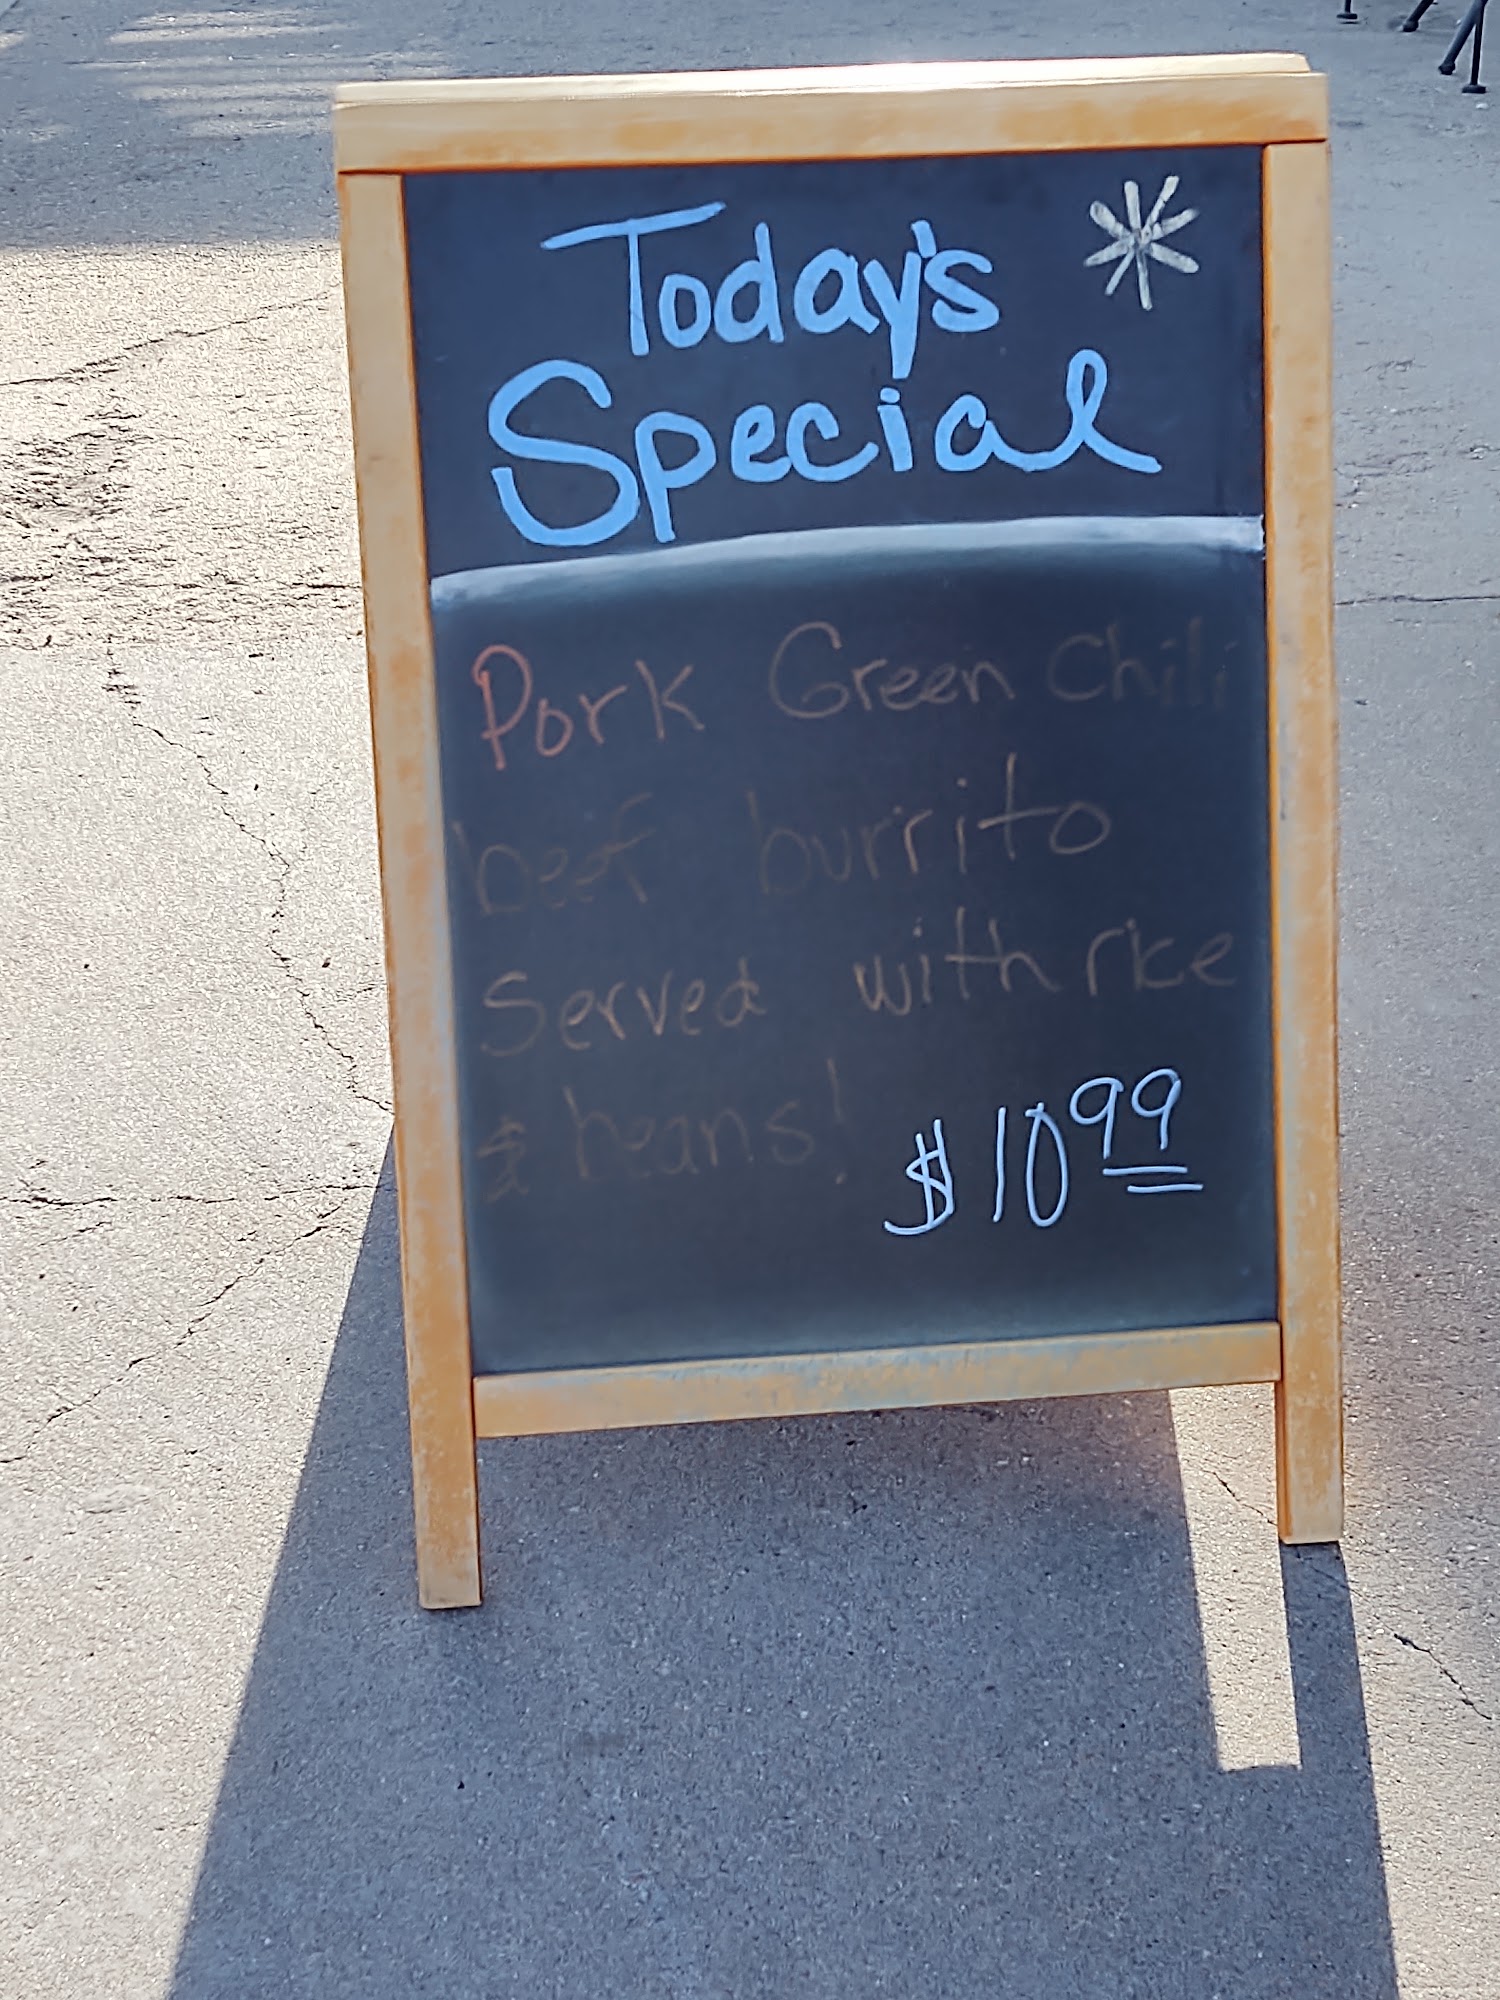 Today's
Special
Pork Green Chili
beef burrito
Served with rice
& beans!
$10.99